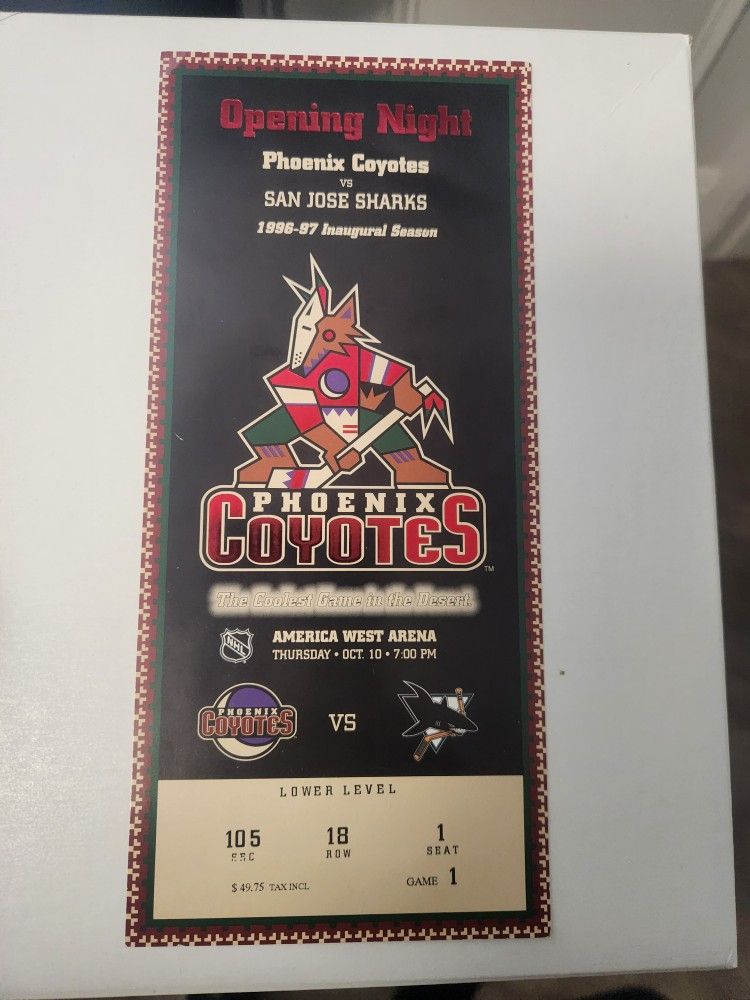 Opening Night
Phoenix Coyotes
VS
SAN JOSE SHARKS
1996-97 Inaugural Season
PHOENIX
COYOTES
TM
The Coolest Game in the Desert.
NHL
AMERICA WEST ARENA
THURSDAY • OCT. 10 • 7:00 PM
PHOENIX
COYOTES
VS
LOWER LEVEL
105 18 1
SEC ROW SEAT
$ 49.75 TAX INCL GAME 1